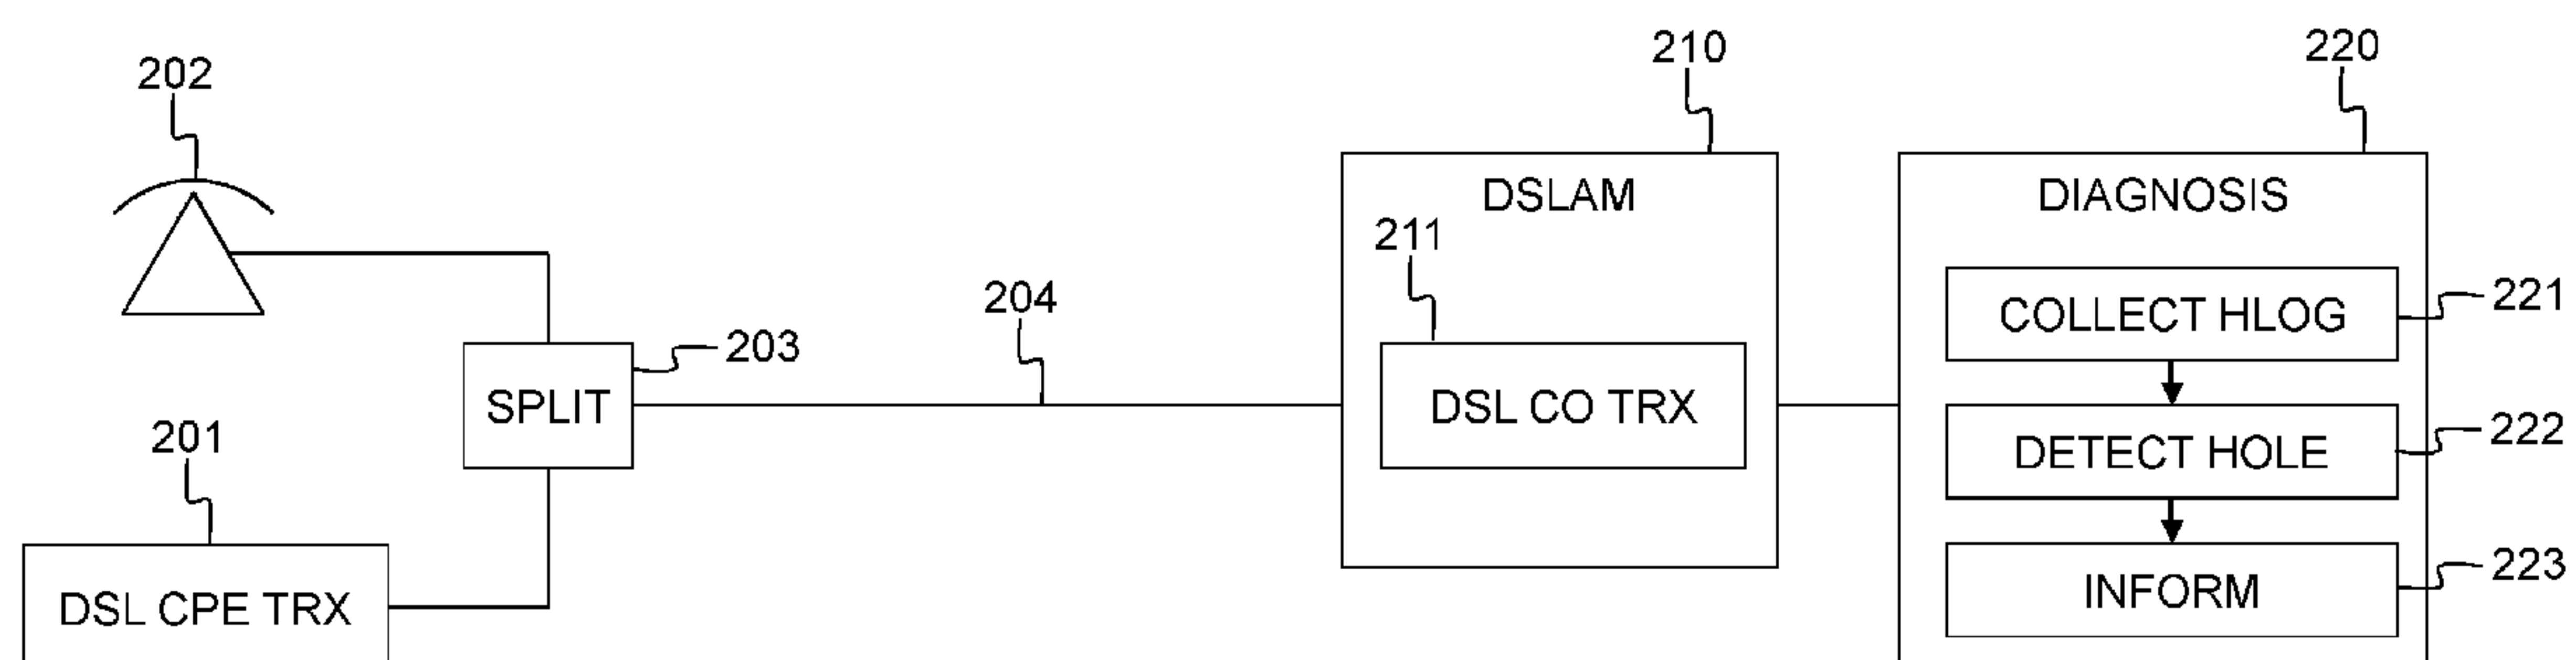 202
210
220
DSLAM
DIAGNOSIS
211
204
COLLECT HLOG
221
203
SPLIT
DSL CO TRX
DETECT HOLE
222
201
DSL CPE TRX
INFORM
223